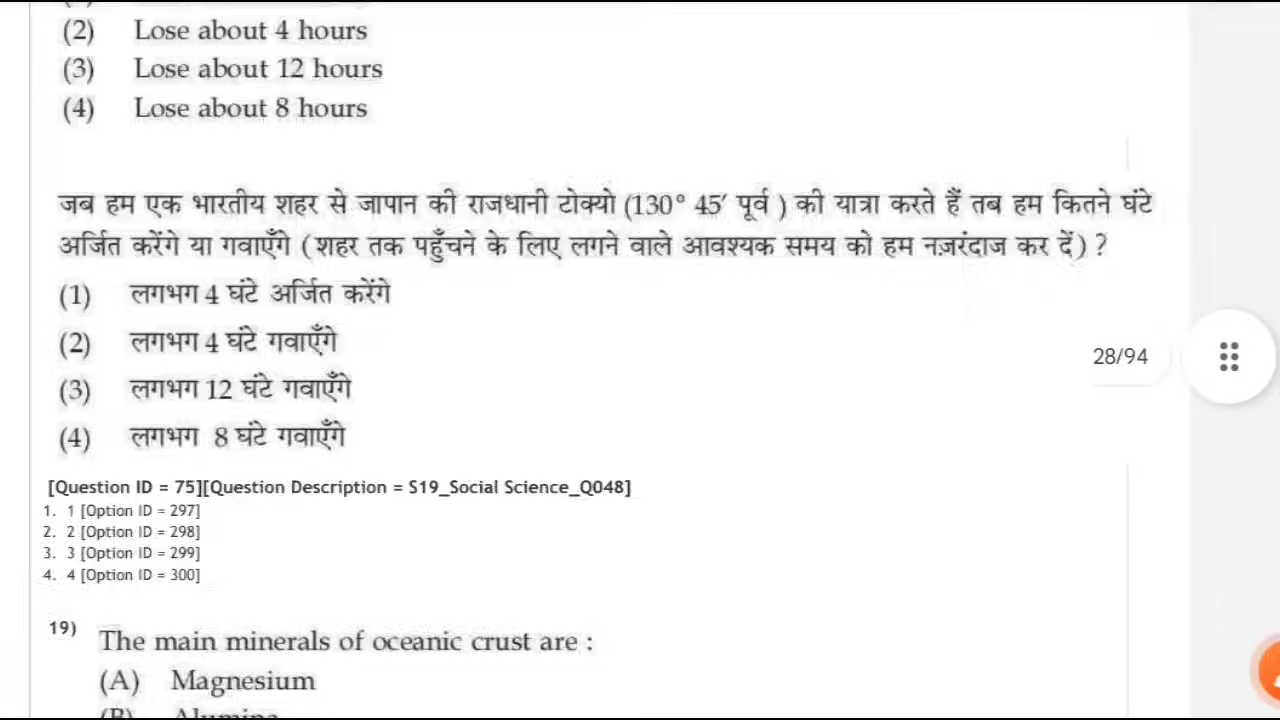 (2) Lose about 4 hours
(3) Lose about 12 hours
(4) Lose about 8 hours
जब हम एक भारतीय शहर से जापान की राजधानी टोक्यो (130° 45′ पूर्व ) की यात्रा करते हैं तब हम कितने घंटे
अर्जित करेंगे या गवाएँगे (शहर तक पहुँचने के लिए लगने वाले आवश्यक समय को हम नज़रंदाज कर दें) ?
(1) लगभग 4 घंटे अर्जित करेंगे
(2) लगभग 4 घंटे गवाएँगे
28/94
(3) लगभग 12 घंटे गवाएँगे
(4) लगभग 8 घंटे गवाएँगे
[Question ID = 75][Question Description = S19_Social Science_Q048]
1. 1 [Option ID = 297]
2. 2 [Option ID = 298]
3. 3 [Option ID = 299]
4. 4 [Option ID = 300]
19) The main minerals of oceanic crust are :
(A) Magnesium